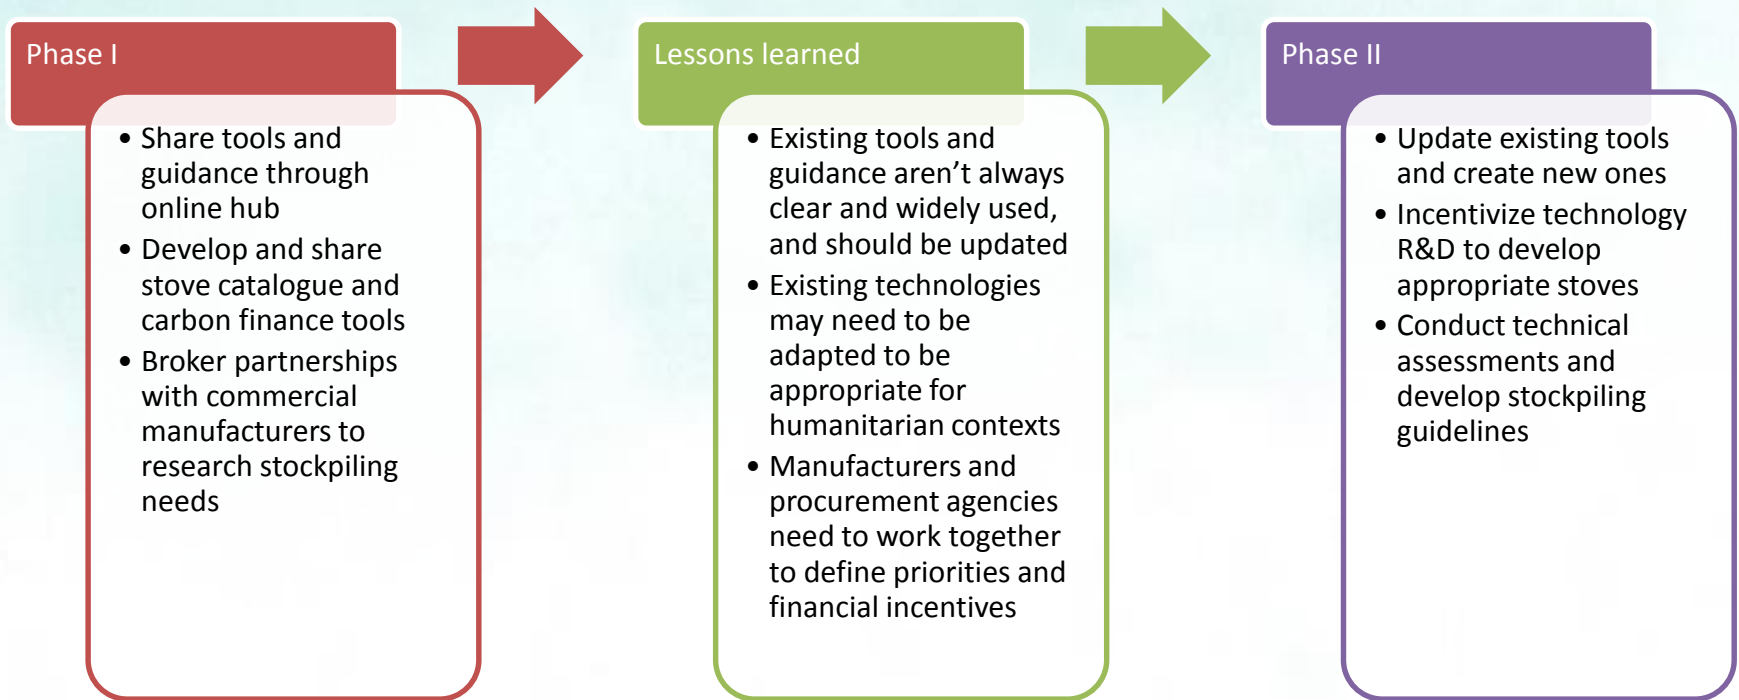 Phase I
• Share tools and
guidance through
online hub
• Develop and share
stove catalogue and
carbon finance tools
• Broker partnerships
with commercial
manufacturers to
research stockpiling
needs
Lessons learned
• Existing tools and
guidance aren’t always
clear and widely used,
and should be updated
• Existing technologies
may need to be
adapted to be
appropriate for
humanitarian contexts
• Manufacturers and
procurement agencies
need to work together
to define priorities and
financial incentives
Phase II
• Update existing tools
and create new ones
• Incentivize technology
R&D to develop
appropriate stoves
• Conduct technical
assessments and
develop stockpiling
guidelines